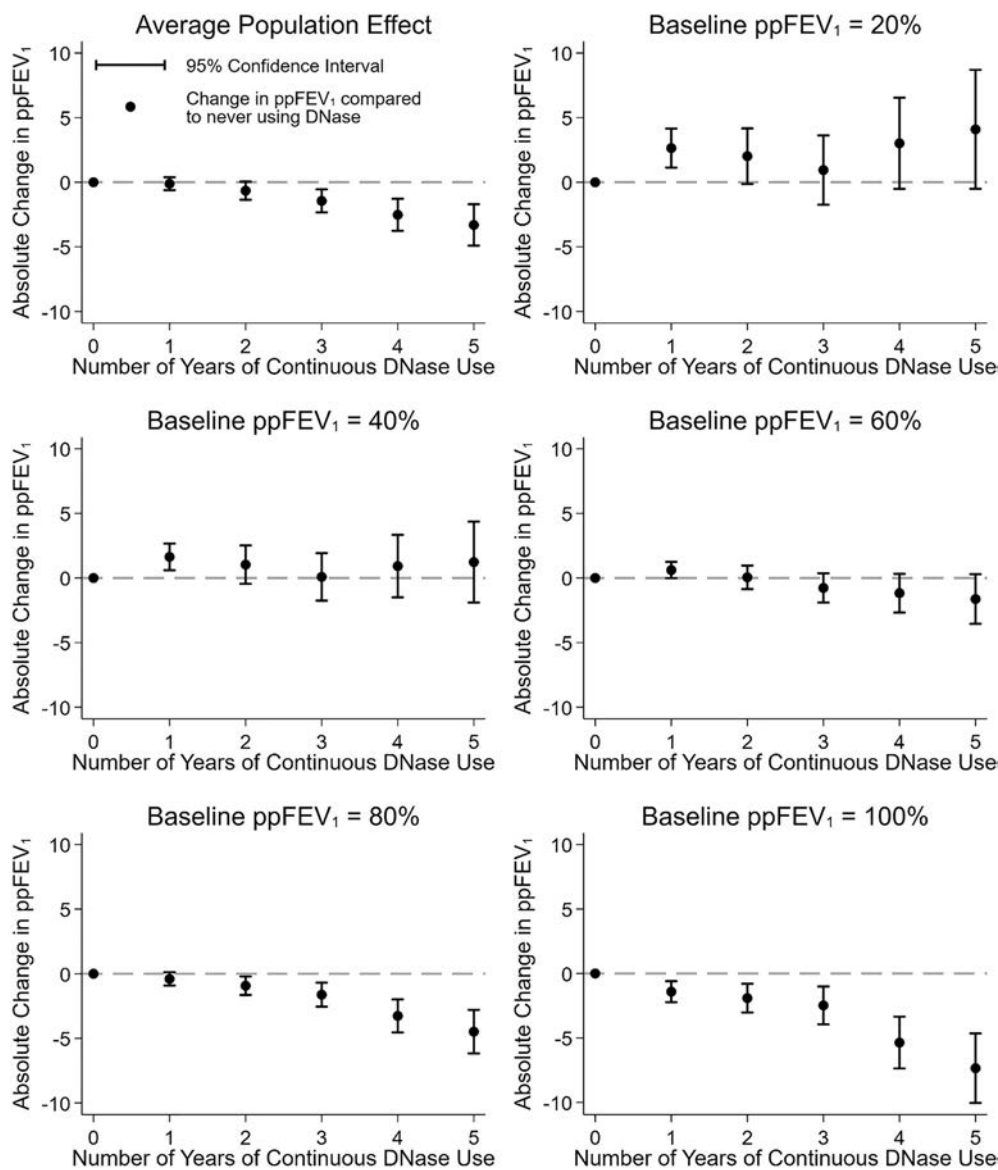 Average Population Effect
95% Confidence Interval
Change in ppFEV₁ compared
to never using DNase
Absolute Change in ppFEV₁
10
5
0
-5
-10
0 1 2 3 4 5
Number of Years of Continuous DNase Use
Baseline ppFEV₁ = 20%
Absolute Change in ppFEV₁
10
5
0
-5
-10
0 1 2 3 4 5
Number of Years of Continuous DNase Use
Baseline ppFEV₁ = 40%
Absolute Change in ppFEV₁
10
5
0
-5
-10
0 1 2 3 4 5
Number of Years of Continuous DNase Use
Baseline ppFEV₁ = 60%
Absolute Change in ppFEV₁
10
5
0
-5
-10
0 1 2 3 4 5
Number of Years of Continuous DNase Use
Baseline ppFEV₁ = 80%
Absolute Change in ppFEV₁
10
5
0
-5
-10
0 1 2 3 4 5
Number of Years of Continuous DNase Use
Baseline ppFEV₁ = 100%
Absolute Change in ppFEV₁
10
5
0
-5
-10
0 1 2 3 4 5
Number of Years of Continuous DNase Use